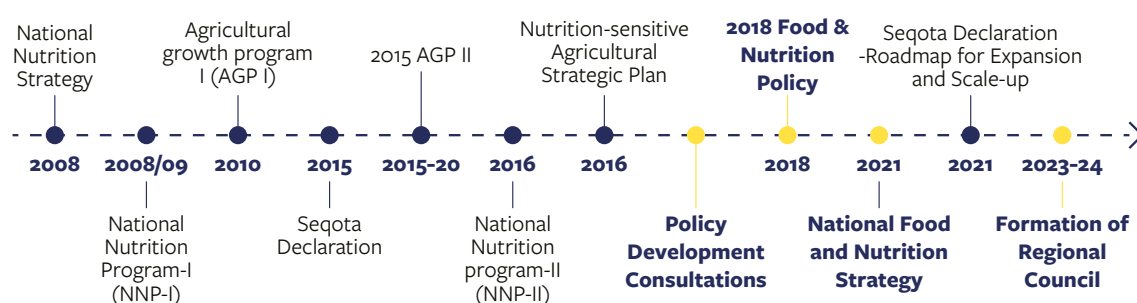 National
Nutrition
Strategy
Agricultural
growth program
I (AGP I)
2015 AGP II
Nutrition-sensitive
Agricultural
Strategic Plan
2018 Food &
Nutrition
Policy
Seqota Declaration
-Roadmap for Expansion
and Scale-up
2008
2008/09
2010
2015
2015-20
2016
2016
2018
2021
2021
2023-24
National
Nutrition
Program-I
(NNP-I)
Seqota
Declaration
National
Nutrition
program-II
(NNP-II)
Policy
Development
Consultations
National Food
and Nutrition
Strategy
Formation of
Regional
Council